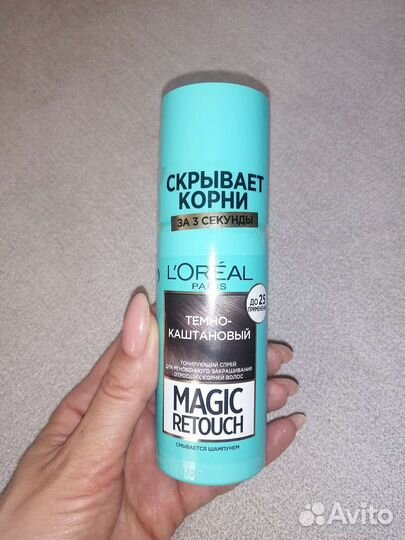 СКРЫВАЕТ
КОРНИ
ЗА 3 СЕКУНДЫ
L'ORÉAL
PARIS
ДО 25
ПРИМЕНЕНИЙ
ТЕМНО-
КАШТАНОВЫЙ
ТОНИРУЮЩИЙ СПРЕЙ
ДЛЯ МГНОВЕННОГО ЗАКРАШИВАНИЯ
ОТРОСШИХ КОРНЕЙ ВОЛОС
MAGIC
RETOUCH
СМЫВАЕТСЯ ШАМПУНЕМ
Avito